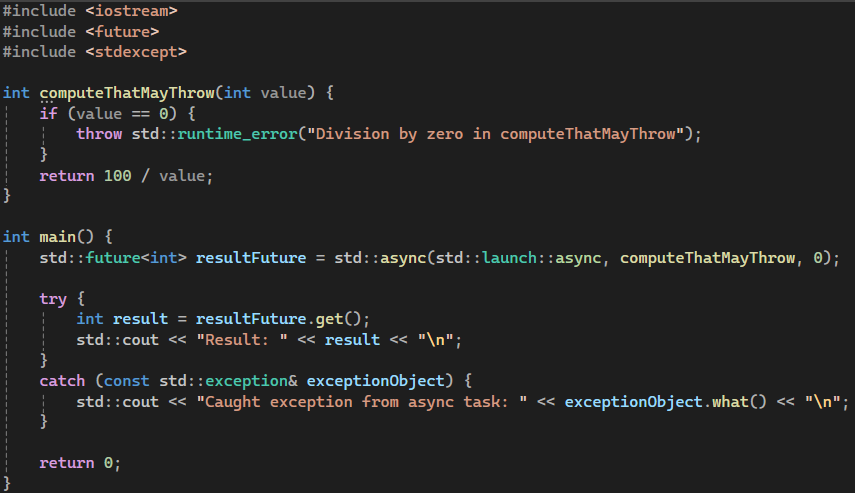 #include <iostream>
#include <future>
#include <stdexcept>

int computeThatMayThrow(int value) {
    if (value == 0) {
        throw std::runtime_error("Division by zero in computeThatMayThrow");
    }
    return 100 / value;
}

int main() {
    std::future<int> resultFuture = std::async(std::launch::async, computeThatMayThrow, 0);

    try {
        int result = resultFuture.get();
        std::cout << "Result: " << result << "\n";
    }
    catch (const std::exception& exceptionObject) {
        std::cout << "Caught exception from async task: " << exceptionObject.what() << "\n";
    }

    return 0;
}